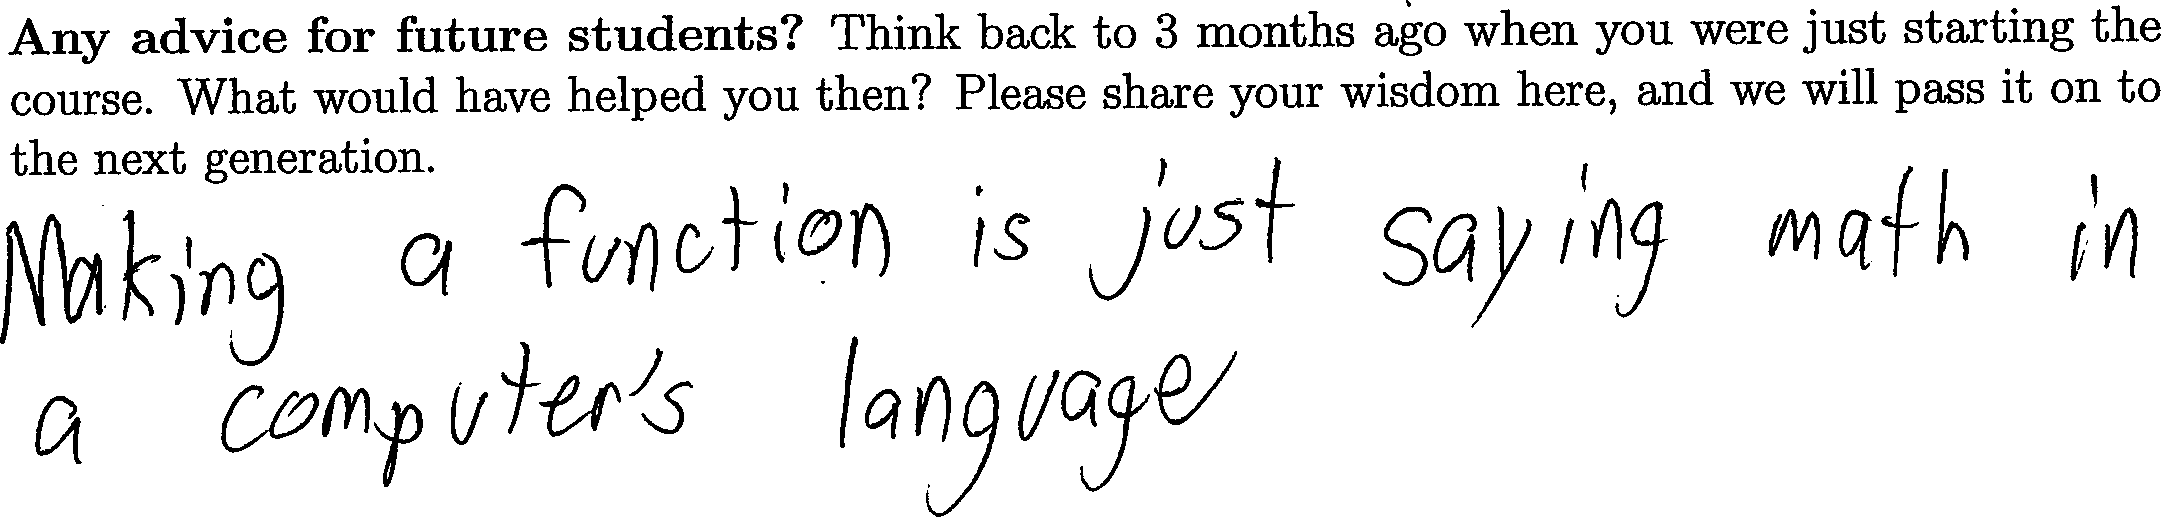 Any advice for future students? Think back to 3 months ago when you were just starting the
course. What would have helped you then? Please share your wisdom here, and we will pass it on to
the next generation.
Making a function is just saying math in
a computer's language